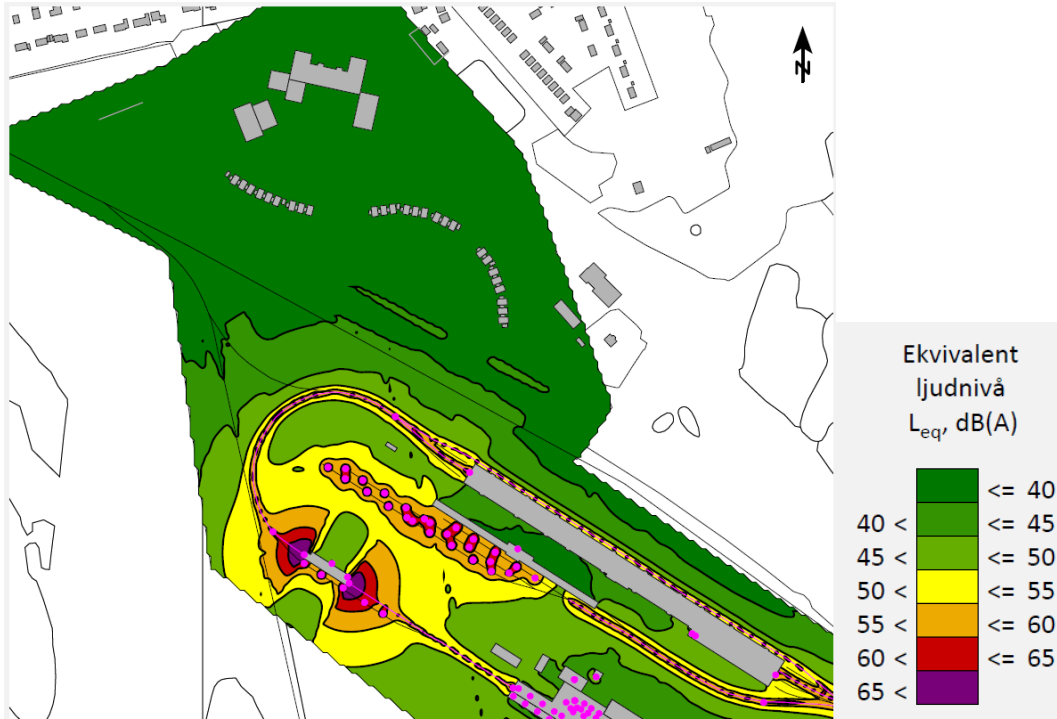 N
Ekvivalent
ljudnivå
Leq, dB(A)
<= 40
40 < <= 45
45 < <= 50
50 < <= 55
55 < <= 60
60 < <= 65
65 <